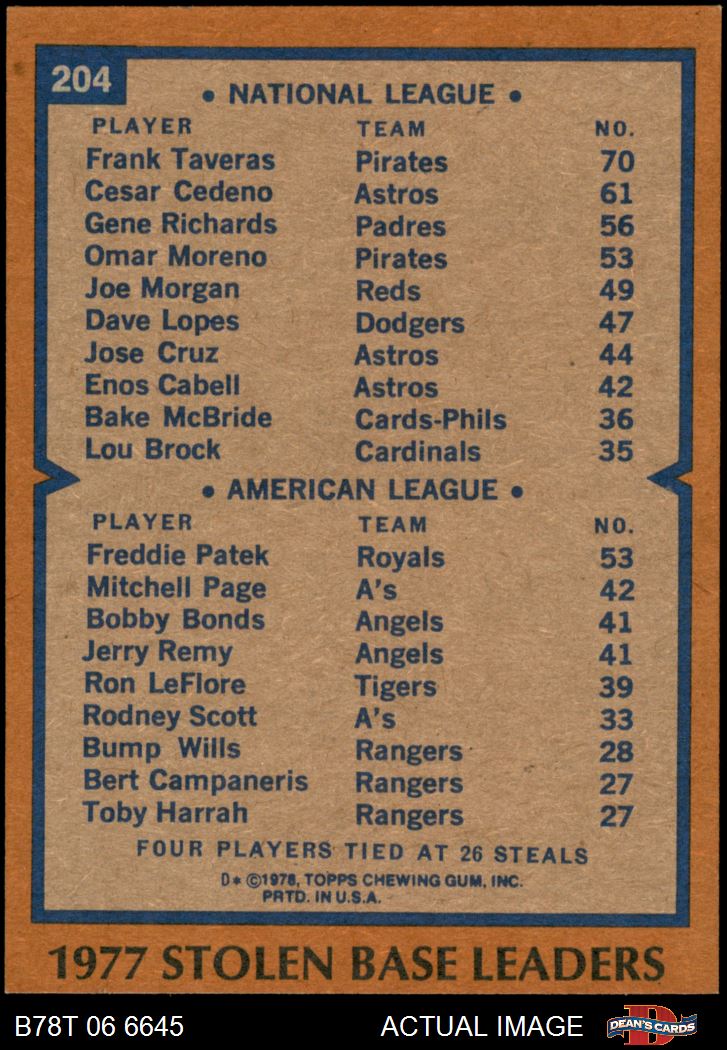 204
• NATIONAL LEAGUE •
PLAYER TEAM NO.
Frank Taveras Pirates 70
Cesar Cedeno Astros 61
Gene Richards Padres 56
Omar Moreno Pirates 53
Joe Morgan Reds 49
Dave Lopes Dodgers 47
Jose Cruz Astros 44
Enos Cabell Astros 42
Bake McBride Cards-Phils 36
Lou Brock Cardinals 35
• AMERICAN LEAGUE •
PLAYER TEAM NO.
Freddie Patek Royals 53
Mitchell Page A's 42
Bobby Bonds Angels 41
Jerry Remy Angels 41
Ron LeFlore Tigers 39
Rodney Scott A's 33
Bump Wills Rangers 28
Bert Campaneris Rangers 27
Toby Harrah Rangers 27
FOUR PLAYERS TIED AT 26 STEALS
D* ©1978, TOPPS CHEWING GUM, INC.
PRTD. IN U.S.A.
1977 STOLEN BASE LEADERS
B78T 06 6645 ACTUAL IMAGE D DEAN'S CARDS